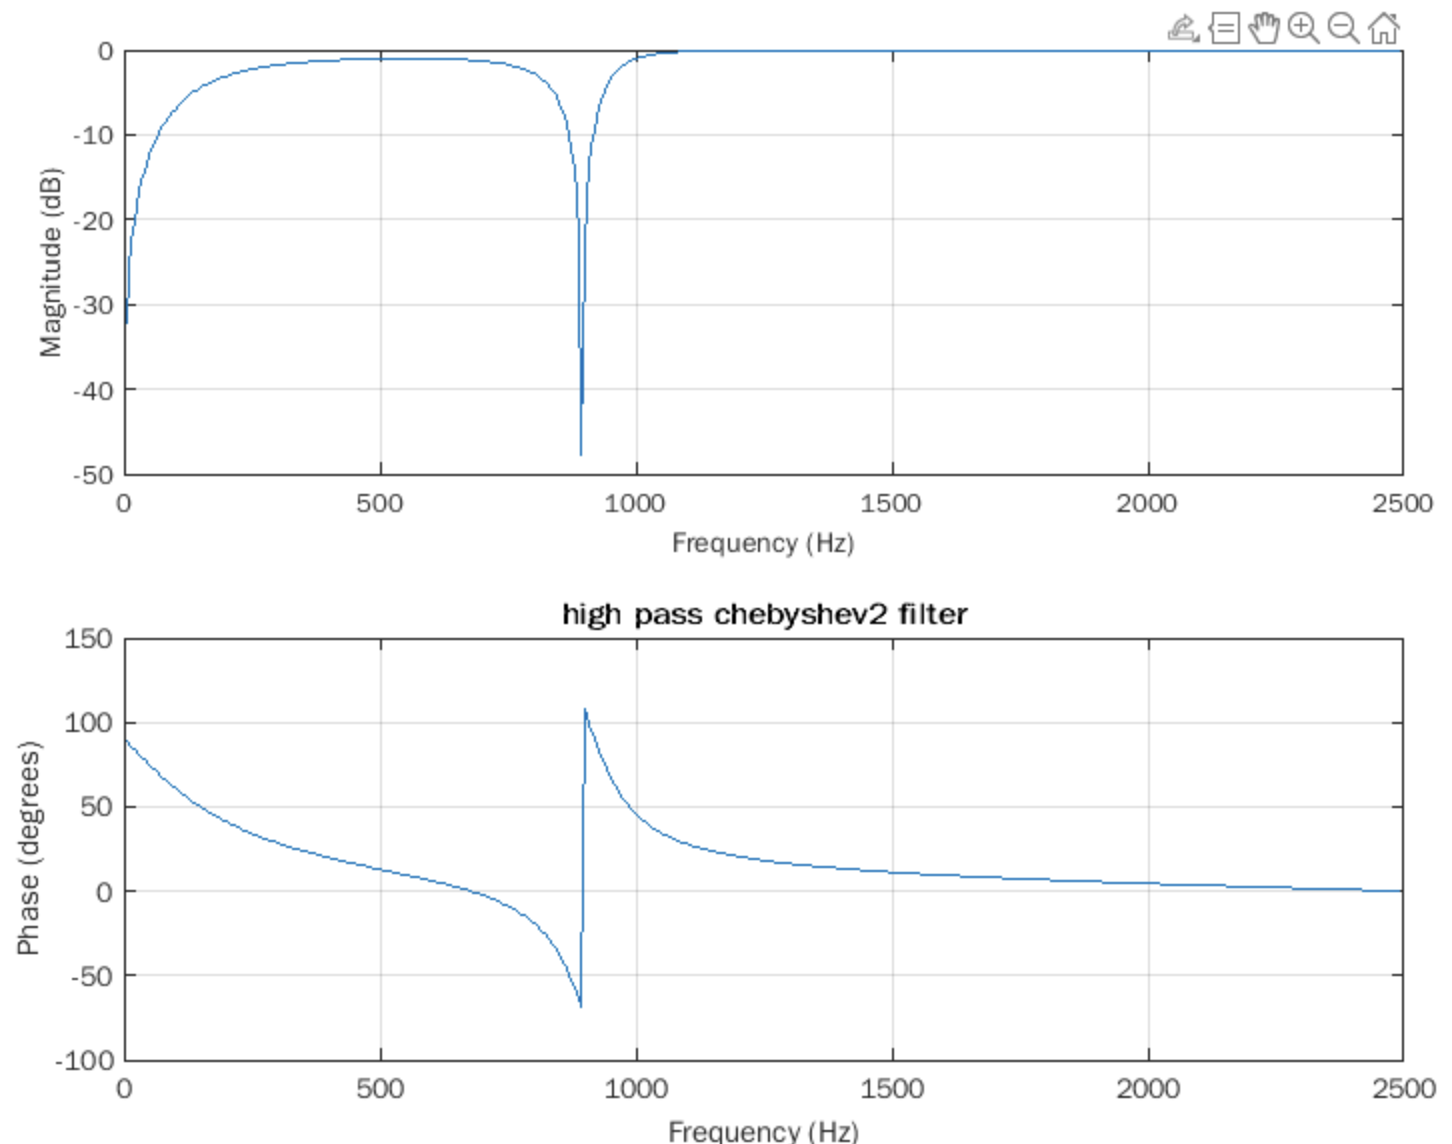 0
-10
-20
-30
-40
-50
Magnitude (dB)
0 500 1000 1500 2000 2500
Frequency (Hz)
high pass chebyshev2 filter
150
100
50
0
-50
-100
Phase (degrees)
0 500 1000 1500 2000 2500
Frequency (Hz)